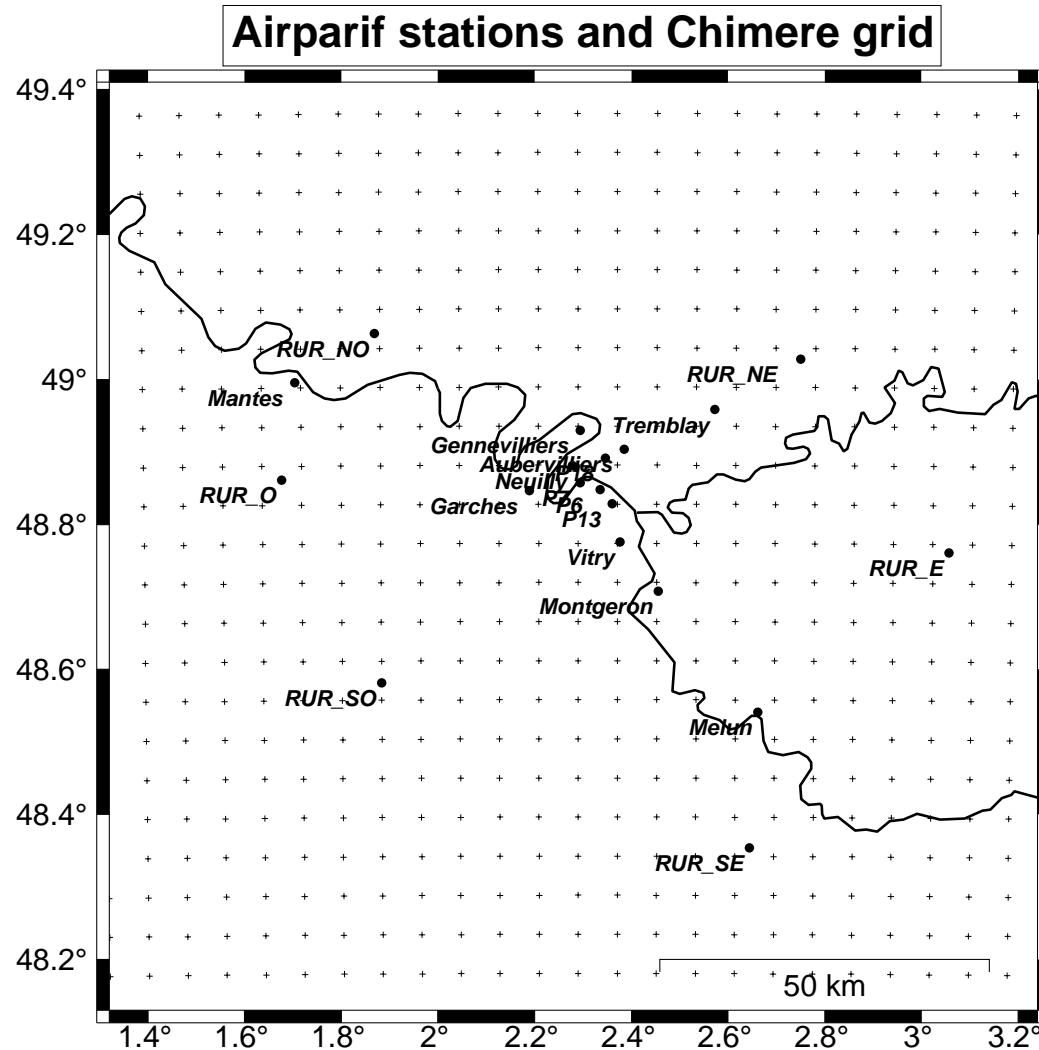 Airparif stations and Chimere grid
49.4°
49.2°
49°
48.8°
48.6°
48.4°
48.2°
RUR_NO
RUR_NE
Mantes
Tremblay
Gennevilliers
Aubervilliers
Neuilly
RUR_O
Garches
P7
P6
P13
Vitry
RUR_E
Montgeron
RUR_SO
Melun
RUR_SE
50 km
1.4° 1.6° 1.8° 2° 2.2° 2.4° 2.6° 2.8° 3° 3.2°